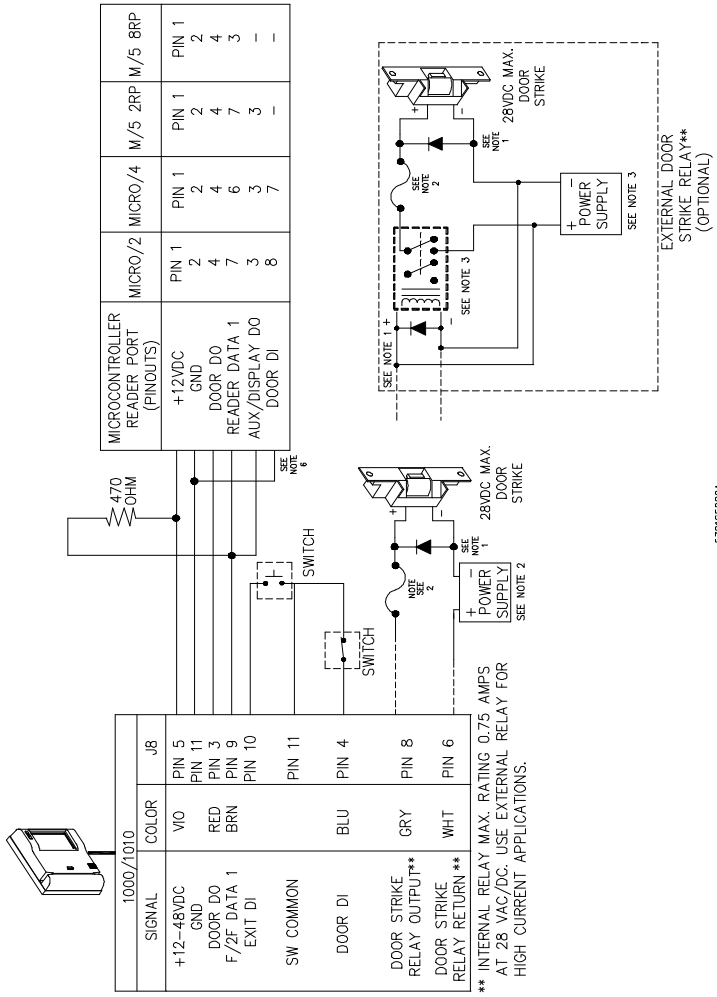 1000/1010
SIGNAL COLOR J8
+12–48VDC VIO PIN 5
GND PIN 11
DOOR DO RED PIN 3
F/2F DATA 1 BRN PIN 9
EXIT DI PIN 10
SW COMMON PIN 11
DOOR DI BLU PIN 4
DOOR STRIKE
RELAY OUTPUT** GRY PIN 8
DOOR STRIKE
RELAY RETURN ** WHT PIN 6
** INTERNAL RELAY MAX. RATING 0.75 AMPS
AT 28 VAC/DC. USE EXTERNAL RELAY FOR
HIGH CURRENT APPLICATIONS.
470
OHM
SWITCH
SWITCH
SEE
NOTE
6
MICROCONTROLLER
READER PORT
(PINOUTS)
MICRO/2 MICRO/4 M/5 2RP M/5 8RP
+12VDC PIN 1 PIN 1 PIN 1 PIN 1
GND 2 2 2 2
DOOR DO 4 4 4 4
READER DATA 1 7 6 7 3
AUX/DISPLAY DO 3 3 3 –
DOOR DI 8 7 – –
NOTE
SEE
2
+
–
28VDC MAX.
DOOR
STRIKE
SEE
NOTE
1
+ –
POWER
SUPPLY
SEE NOTE 2
SEE NOTE 1
+
–
SEE NOTE 3
SEE
NOTE
2
+
–
28VDC MAX.
DOOR
STRIKE
SEE
NOTE
1
+ –
POWER
SUPPLY
SEE NOTE 3
EXTERNAL DOOR
STRIKE RELAY**
(OPTIONAL)